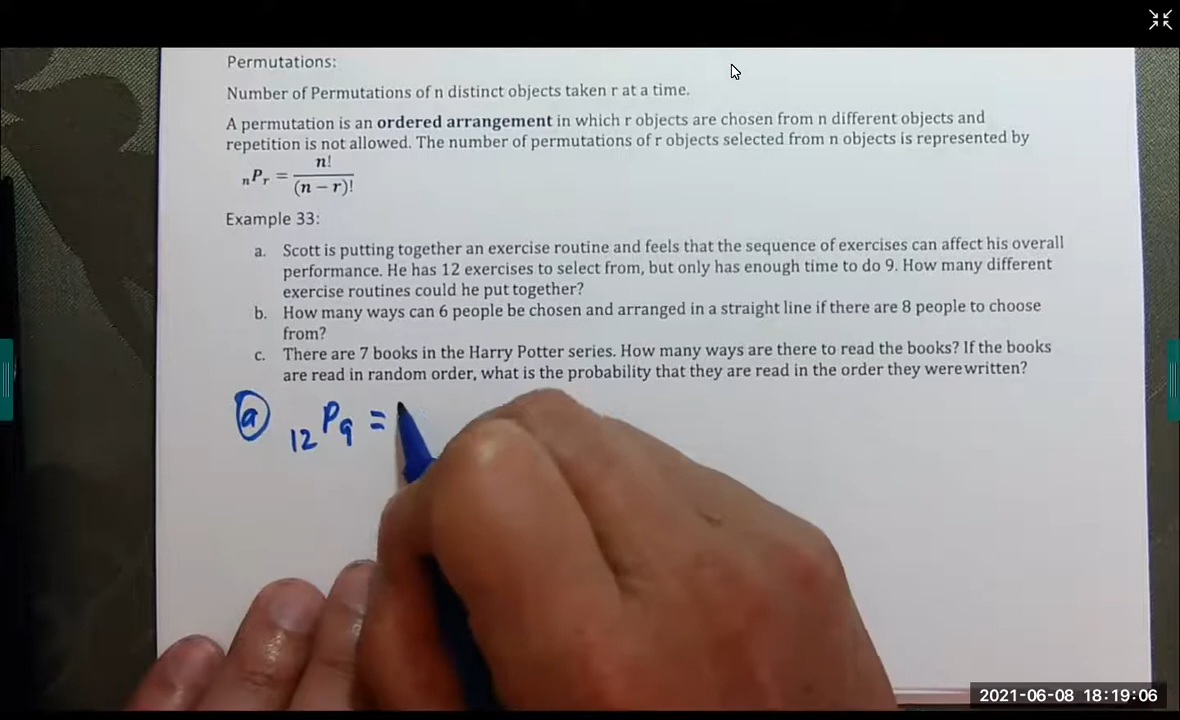 Permutations:
Number of Permutations of n distinct objects taken r at a time.
A permutation is an ordered arrangement in which r objects are chosen from n different objects and
repetition is not allowed. The number of permutations of r objects selected from n objects is represented by
ₙPᵣ = n! / (n − r)!
Example 33:
a. Scott is putting together an exercise routine and feels that the sequence of exercises can affect his overall
performance. He has 12 exercises to select from, but only has enough time to do 9. How many different
exercise routines could he put together?
b. How many ways can 6 people be chosen and arranged in a straight line if there are 8 people to choose
from?
c. There are 7 books in the Harry Potter series. How many ways are there to read the books? If the books
are read in random order, what is the probability that they are read in the order they were written?
ⓐ ₁₂P₉ =
2021-06-08 18:19:06